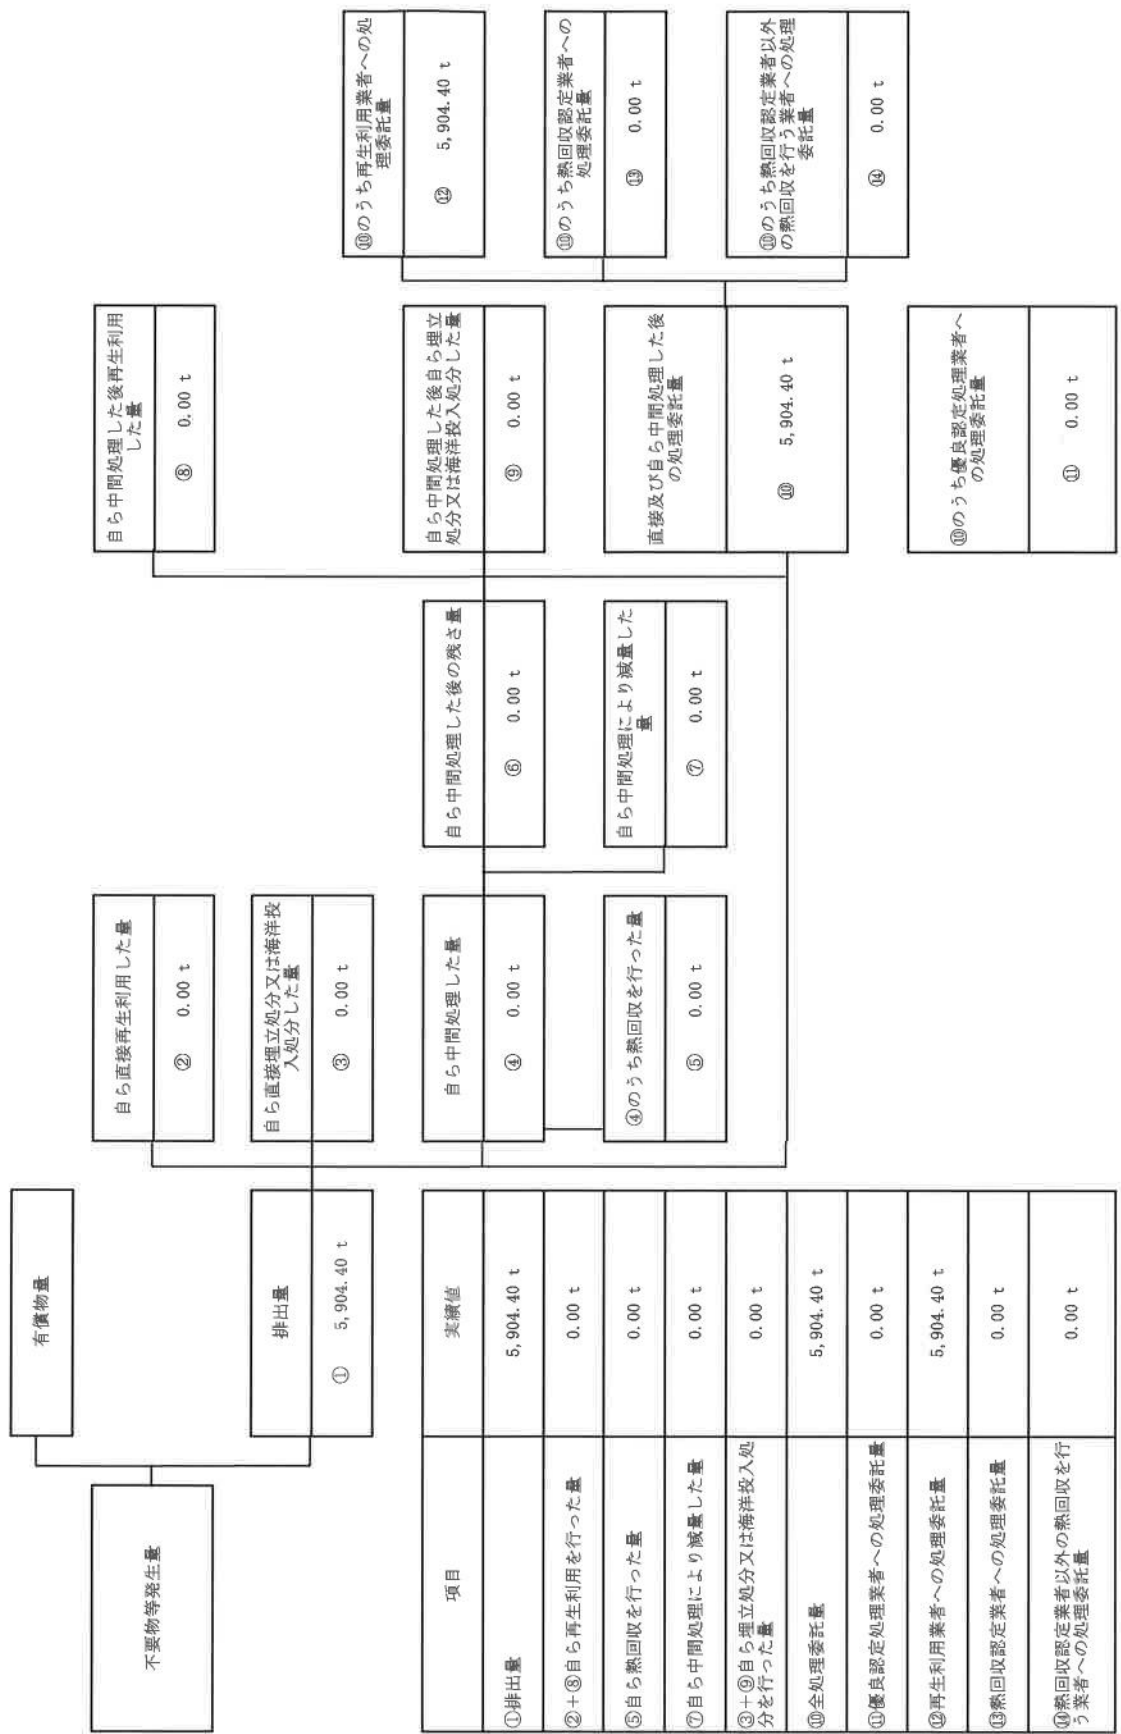 不要物等発生量
有償物量
排出量
① 5,904.40 t
自ら直接再生利用した量
② 0.00 t
自ら直接埋立処分又は海洋投
入処分した量
③ 0.00 t
自ら中間処理した量
④ 0.00 t
④のうち熱回収を行った量
⑤ 0.00 t
自ら中間処理した後の残さ量
⑥ 0.00 t
自ら中間処理により減量した
量
⑦ 0.00 t
自ら中間処理した後再生利用
した量
⑧ 0.00 t
自ら中間処理した後自ら埋立
処分又は海洋投入処分した量
⑨ 0.00 t
直接及び自ら中間処理した後
の処理委託量
⑩ 5,904.40 t
⑩のうち優良認定処理業者へ
の処理委託量
⑪ 0.00 t
⑩のうち再生利用業者への処
理委託量
⑫ 5,904.40 t
⑩のうち熱回収認定業者への
処理委託量
⑬ 0.00 t
⑩のうち熱回収認定業者以外
の熱回収を行う業者への処理
委託量
⑭ 0.00 t
項目 実績値
①排出量 5,904.40 t
②+⑧自ら再生利用を行った量 0.00 t
⑤自ら熱回収を行った量 0.00 t
⑦自ら中間処理により減量した量 0.00 t
③+⑨自ら埋立処分又は海洋投入処
分を行った量 0.00 t
⑩全処理委託量 5,904.40 t
⑪優良認定処理業者への処理委託量 0.00 t
⑫再生利用業者への処理委託量 5,904.40 t
⑬熱回収認定業者への処理委託量 0.00 t
⑭熱回収認定業者以外の熱回収を行
う業者への処理委託量 0.00 t